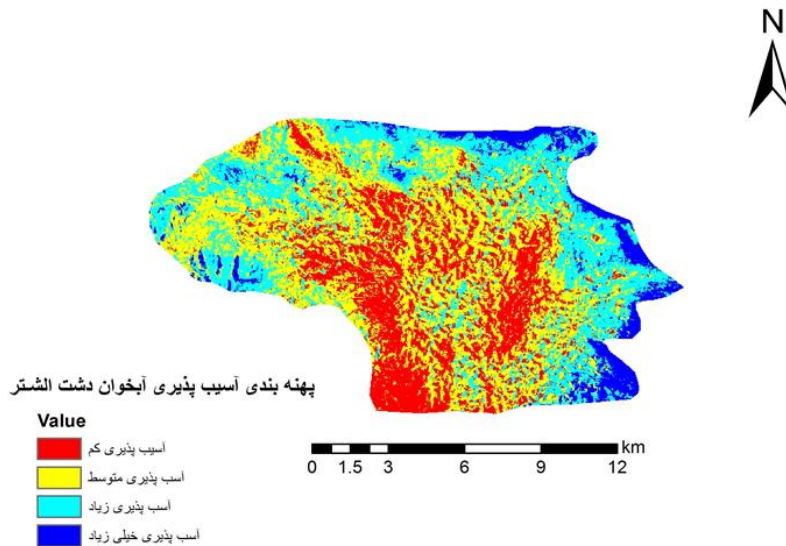 N
پهنه بندی آسیب پذیری آبخوان دشت الشتر
Value
آسیب پذیری کم
آسب پذیری متوسط
آسب پذیری زیاد
آسب پذیری خیلی زیاد
km
0 1.5 3 6 9 12